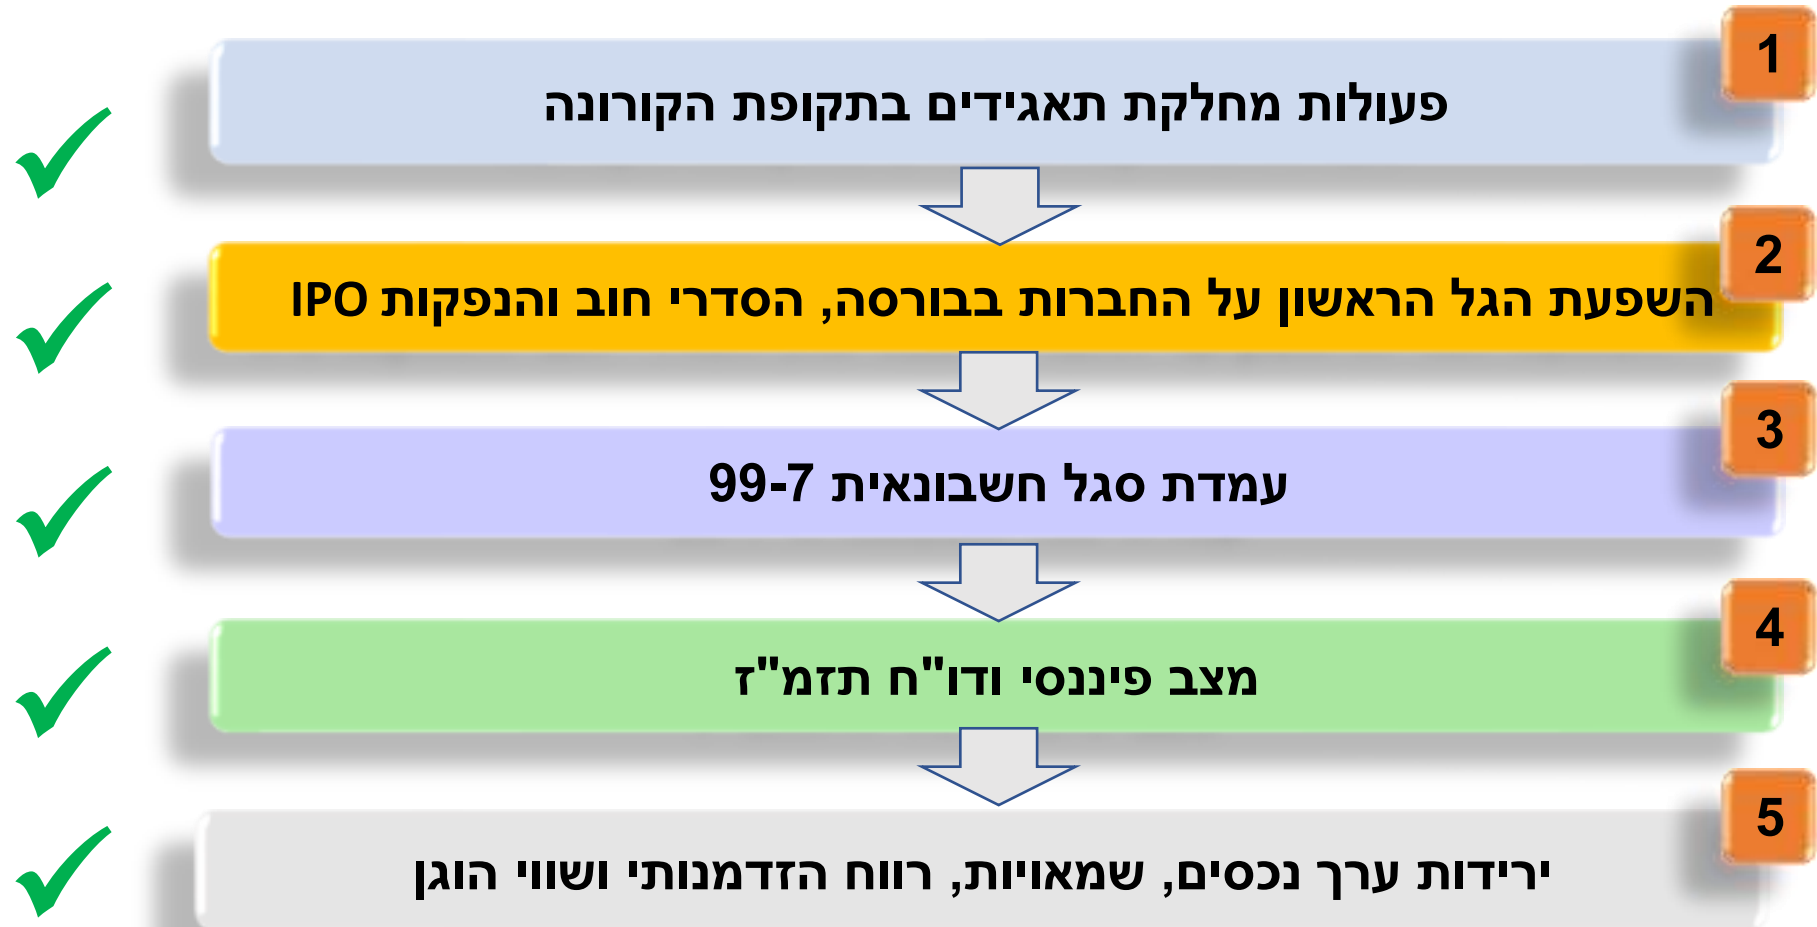 1
פעולות מחלקת תאגידים בתקופת הקורונה
2
השפעת הגל הראשון על החברות בבורסה, הסדרי חוב והנפקות IPO
3
עמדת סגל חשבונאית 99-7
4
מצב פיננסי ודו"ח תזמ"ז
5
ירידות ערך נכסים, שמאויות, רווח הזדמנותי ושווי הוגן